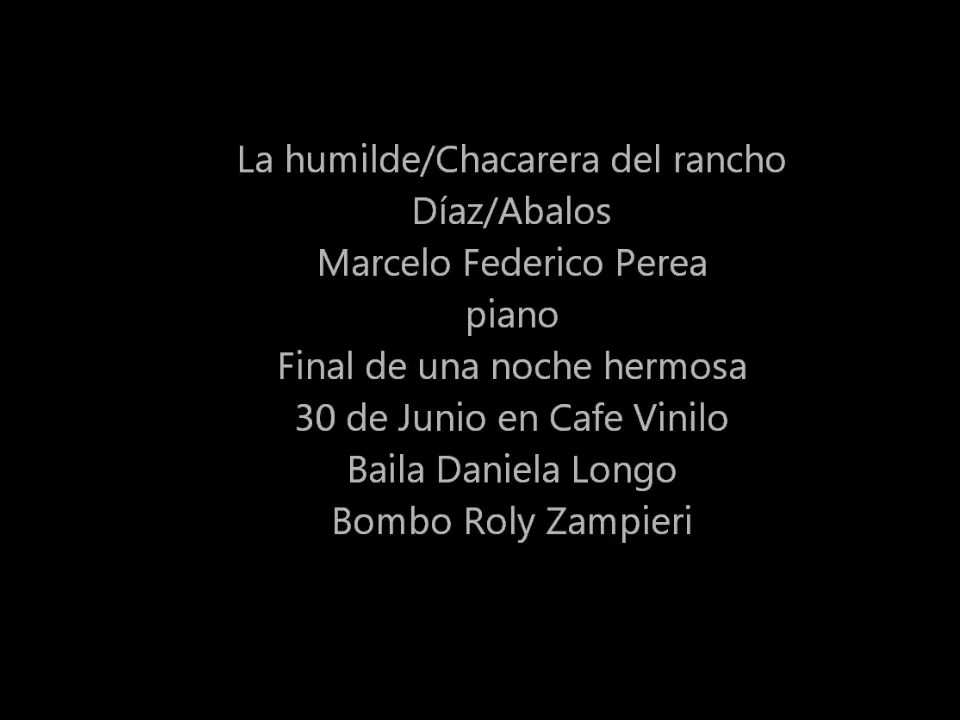 La humilde/Chacarera del rancho
Díaz/Abalos
Marcelo Federico Perea
piano
Final de una noche hermosa
30 de Junio en Cafe Vinilo
Baila Daniela Longo
Bombo Roly Zampieri